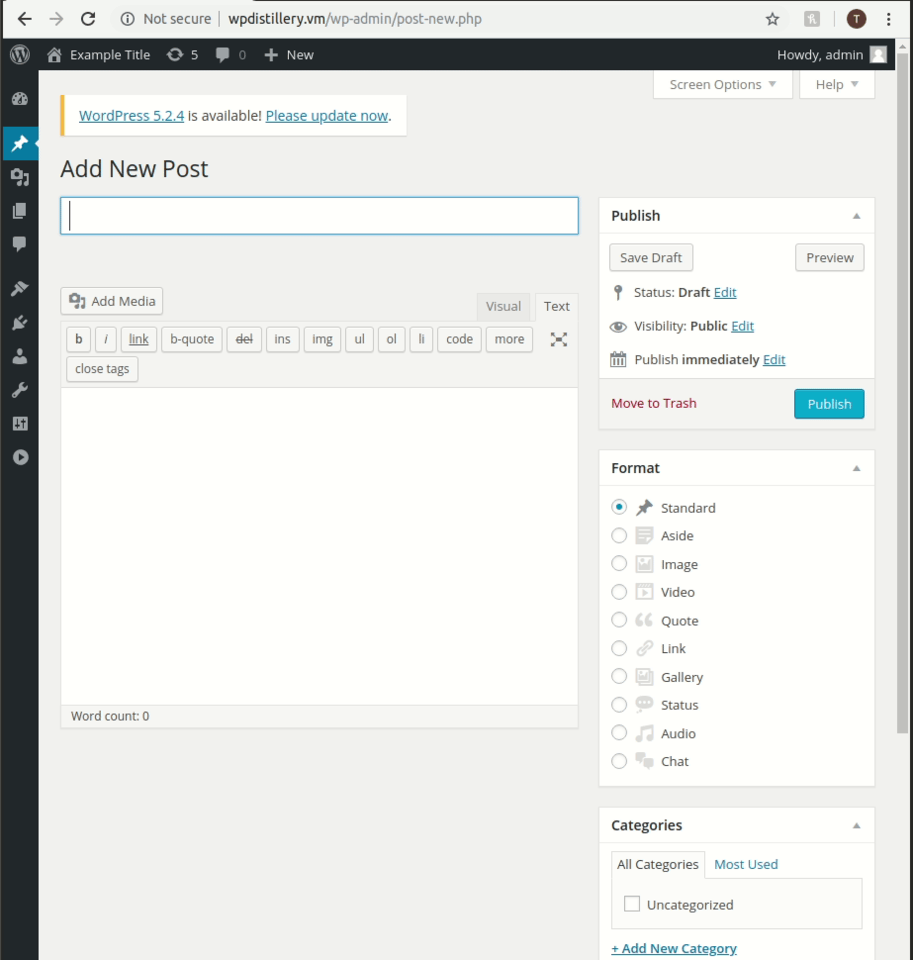 Not secure | wpdistillery.vm/wp-admin/post-new.php T
Example Title 5 0 + New Howdy, admin
Screen Options Help
WordPress 5.2.4 is available! Please update now.
Add New Post
Publish
Save Draft Preview
Status: Draft Edit
Visibility: Public Edit
Publish immediately Edit
Move to Trash Publish
Add Media
Visual Text
b i link b-quote del ins img ul ol li code more
close tags
Word count: 0
Format
Standard
Aside
Image
Video
Quote
Link
Gallery
Status
Audio
Chat
Categories
All Categories Most Used
Uncategorized
+ Add New Category